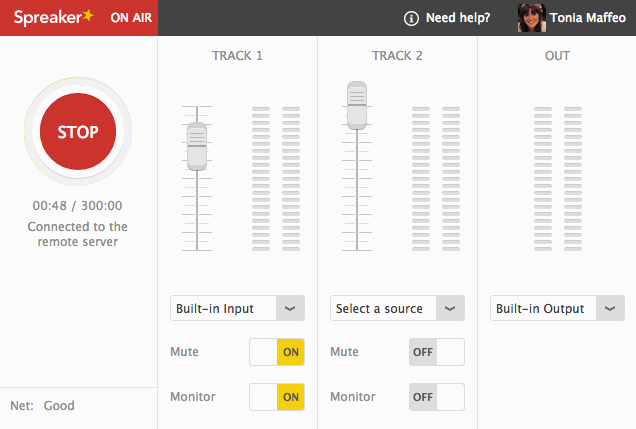 Spreaker ON AIR
Need help?
Tonia Maffeo
STOP
00:48 / 300:00
Connected to the
remote server
Net: Good
TRACK 1
Built-in Input
Mute ON
Monitor ON
TRACK 2
Select a source
Mute OFF
Monitor OFF
OUT
Built-in Output